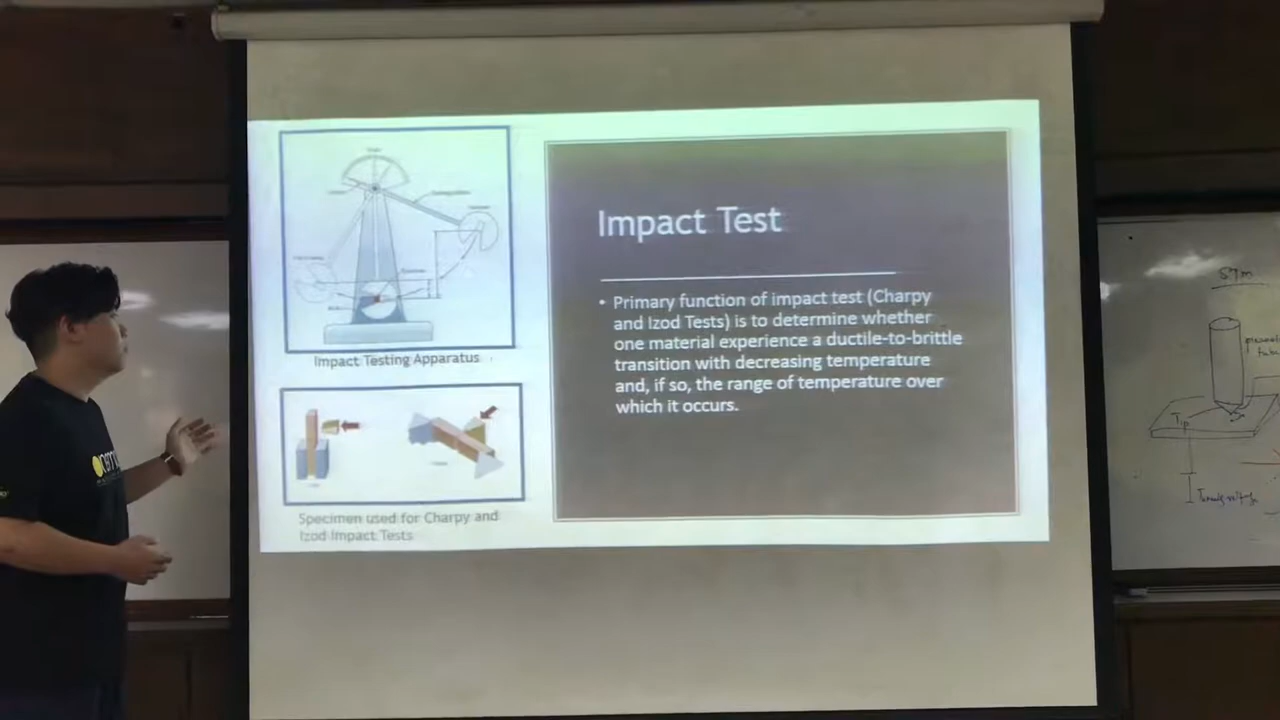 Impact Testing Apparatus
Specimen used for Charpy and
Izod Impact Tests
Impact Test
• Primary function of impact test (Charpy
and Izod Tests) is to determine whether
one material experience a ductile-to-brittle
transition with decreasing temperature
and, if so, the range of temperature over
which it occurs.
Tip